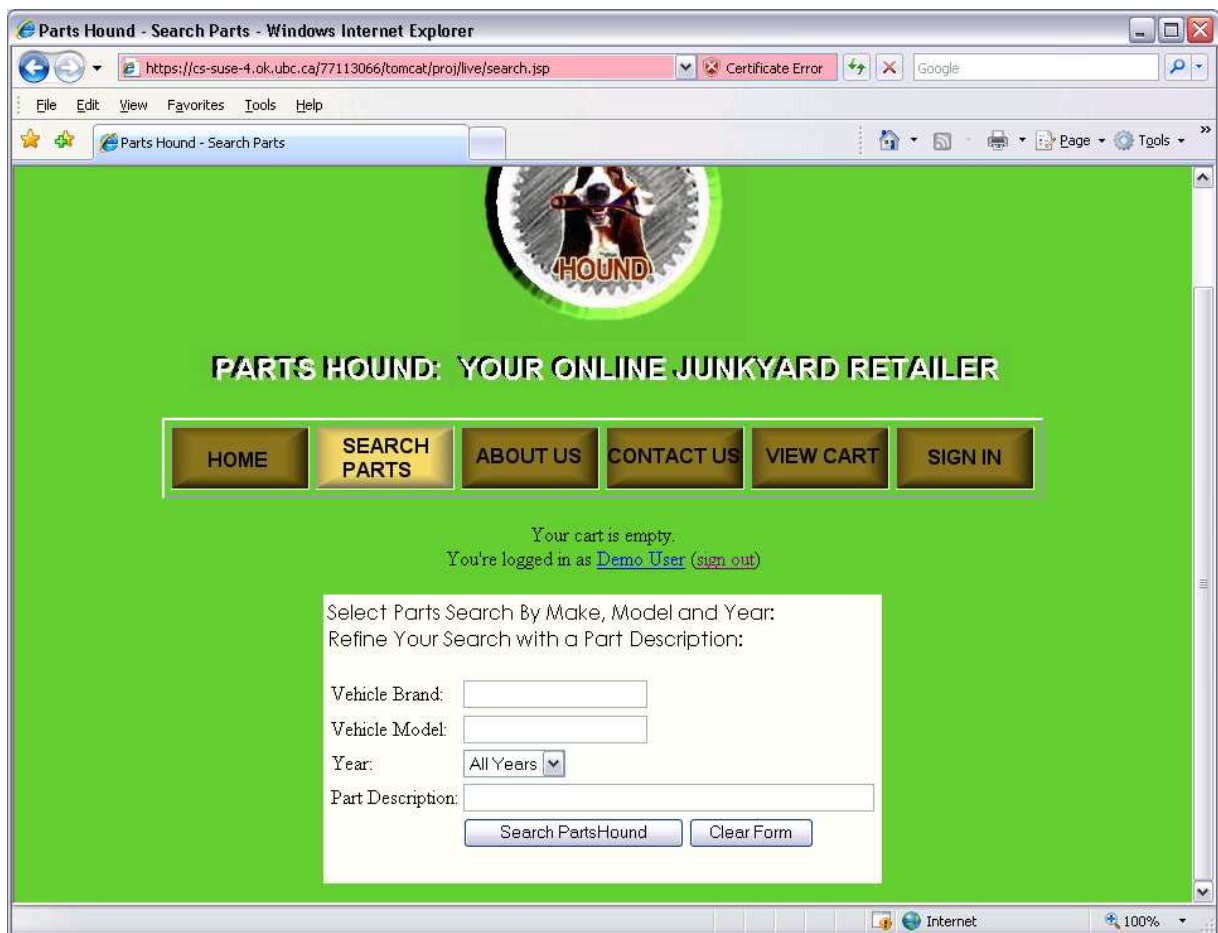 Parts Hound - Search Parts - Windows Internet Explorer
https://cs-suse-4.ok.ubc.ca/77113066/tomcat/proj/live/search.jsp
Certificate Error
Google
File Edit View Favorites Tools Help
Parts Hound - Search Parts
Page Tools
HOUND
PARTS HOUND: YOUR ONLINE JUNKYARD RETAILER
HOME
SEARCH PARTS
ABOUT US
CONTACT US
VIEW CART
SIGN IN
Your cart is empty.
You're logged in as Demo User (sign out)
Select Parts Search By Make, Model and Year:
Refine Your Search with a Part Description:
Vehicle Brand:
Vehicle Model:
Year: All Years
Part Description:
Search PartsHound Clear Form
Internet 100%